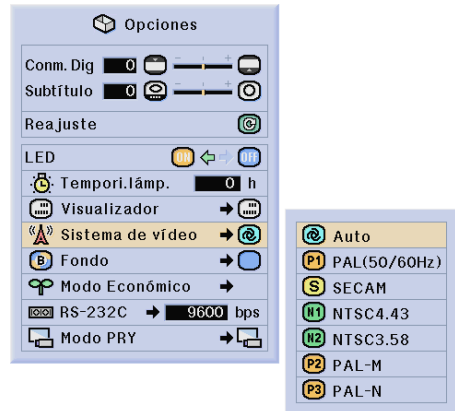 Opciones
Conm. Dig 0 - +
Subtítulo 0 - +
Reajuste
LED ON OFF
Tempori.lámp. 0 h
Visualizador
Sistema de vídeo
B Fondo
Modo Económico
RS-232C 9600 bps
Modo PRY
Auto
P1 PAL(50/60Hz)
S SECAM
N1 NTSC4.43
N2 NTSC3.58
P2 PAL-M
P3 PAL-N